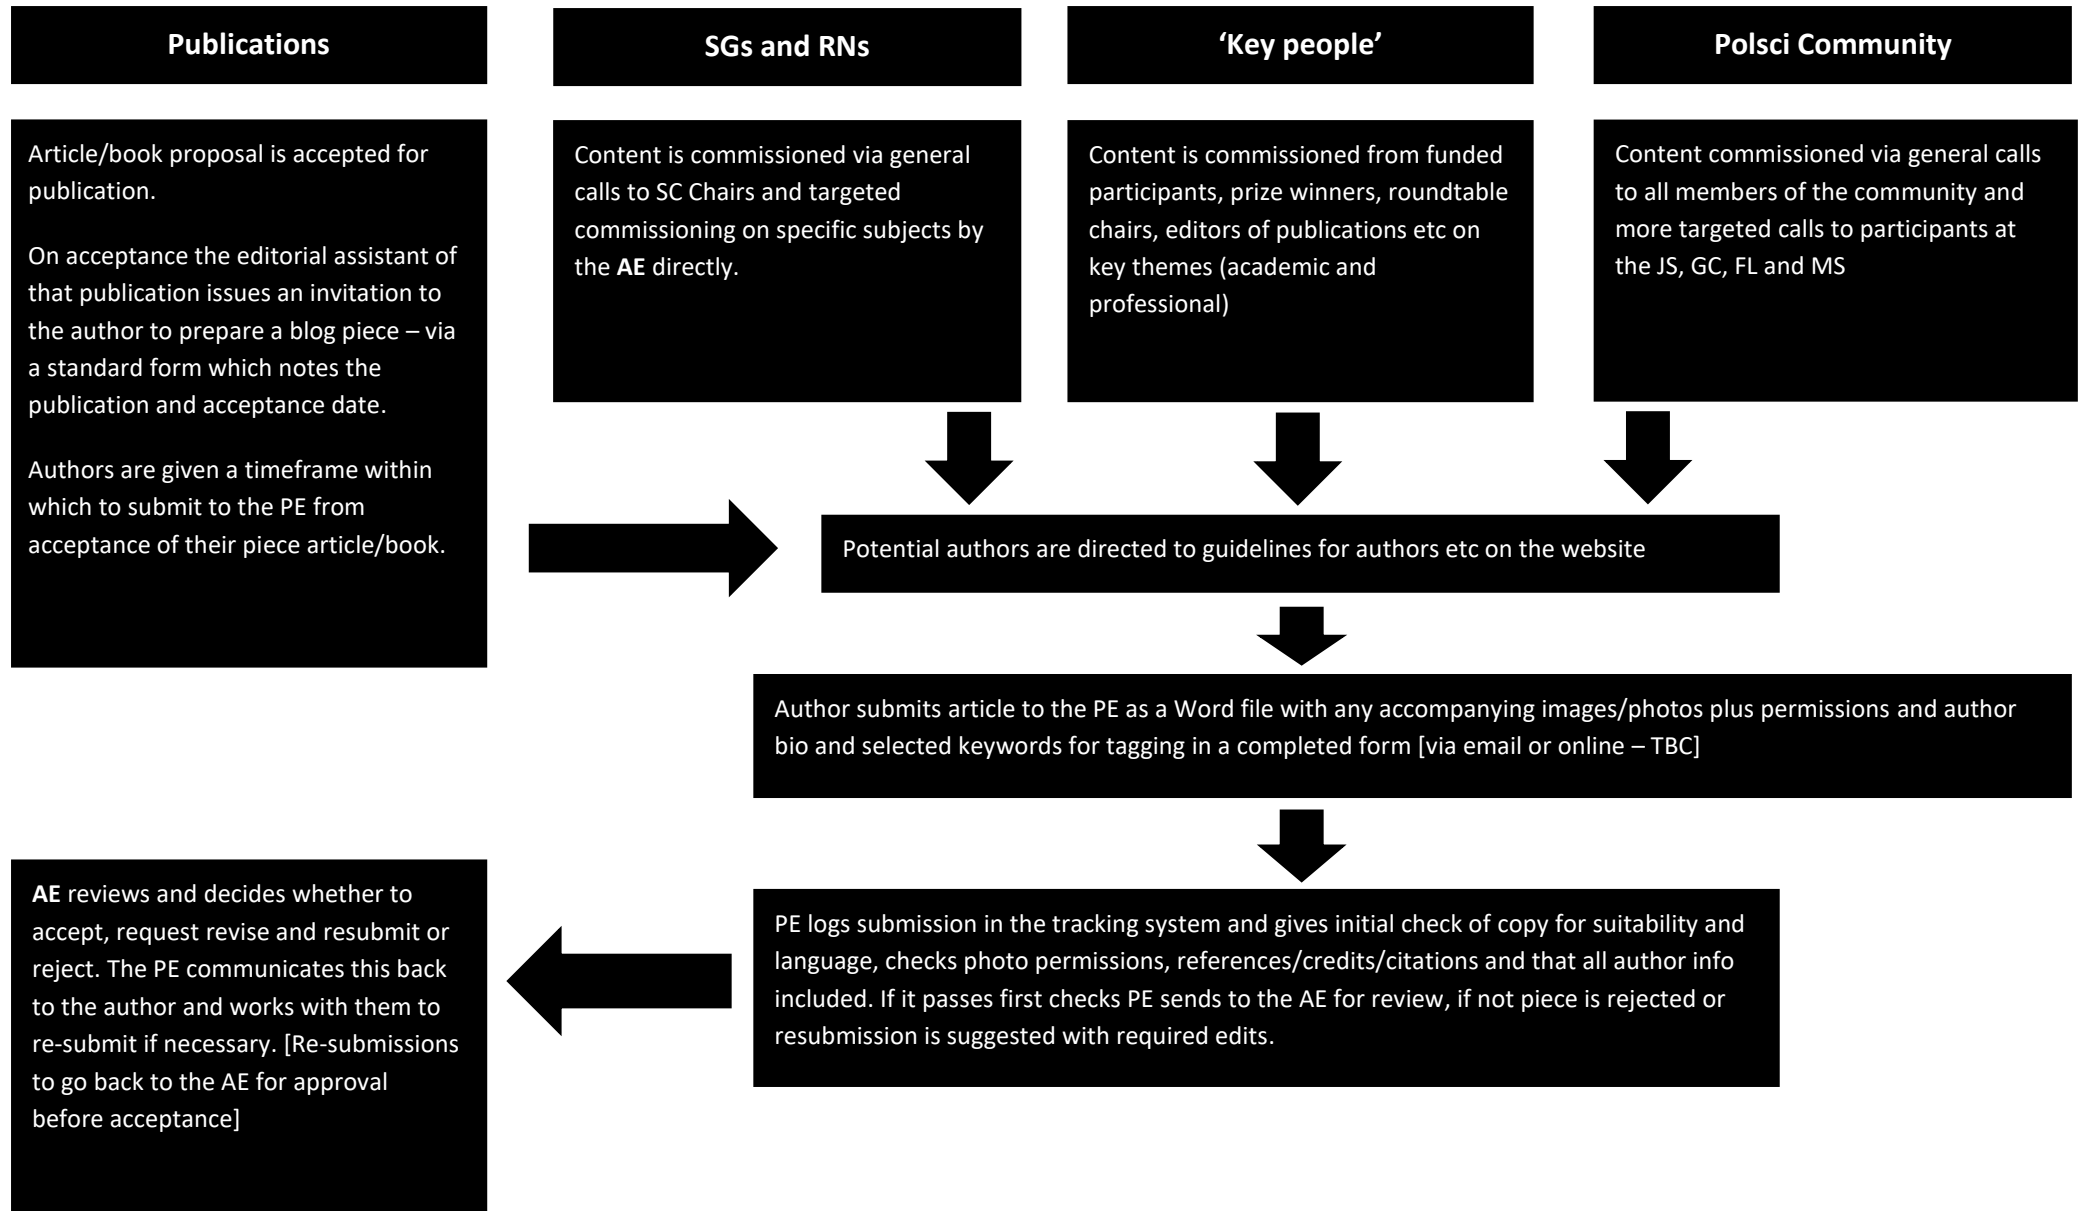 Publications
SGs and RNs
‘Key people’
Polsci Community
Article/book proposal is accepted for
publication.
On acceptance the editorial assistant of
that publication issues an invitation to
the author to prepare a blog piece – via
a standard form which notes the
publication and acceptance date.
Authors are given a timeframe within
which to submit to the PE from
acceptance of their piece article/book.
Content is commissioned via general
calls to SC Chairs and targeted
commissioning on specific subjects by
the AE directly.
Content is commissioned from funded
participants, prize winners, roundtable
chairs, editors of publications etc on
key themes (academic and
professional)
Content commissioned via general calls
to all members of the community and
more targeted calls to participants at
the JS, GC, FL and MS
Potential authors are directed to guidelines for authors etc on the website
Author submits article to the PE as a Word file with any accompanying images/photos plus permissions and author
bio and selected keywords for tagging in a completed form [via email or online – TBC]
PE logs submission in the tracking system and gives initial check of copy for suitability and
language, checks photo permissions, references/credits/citations and that all author info
included. If it passes first checks PE sends to the AE for review, if not piece is rejected or
resubmission is suggested with required edits.
AE reviews and decides whether to
accept, request revise and resubmit or
reject. The PE communicates this back
to the author and works with them to
re-submit if necessary. [Re-submissions
to go back to the AE for approval
before acceptance]